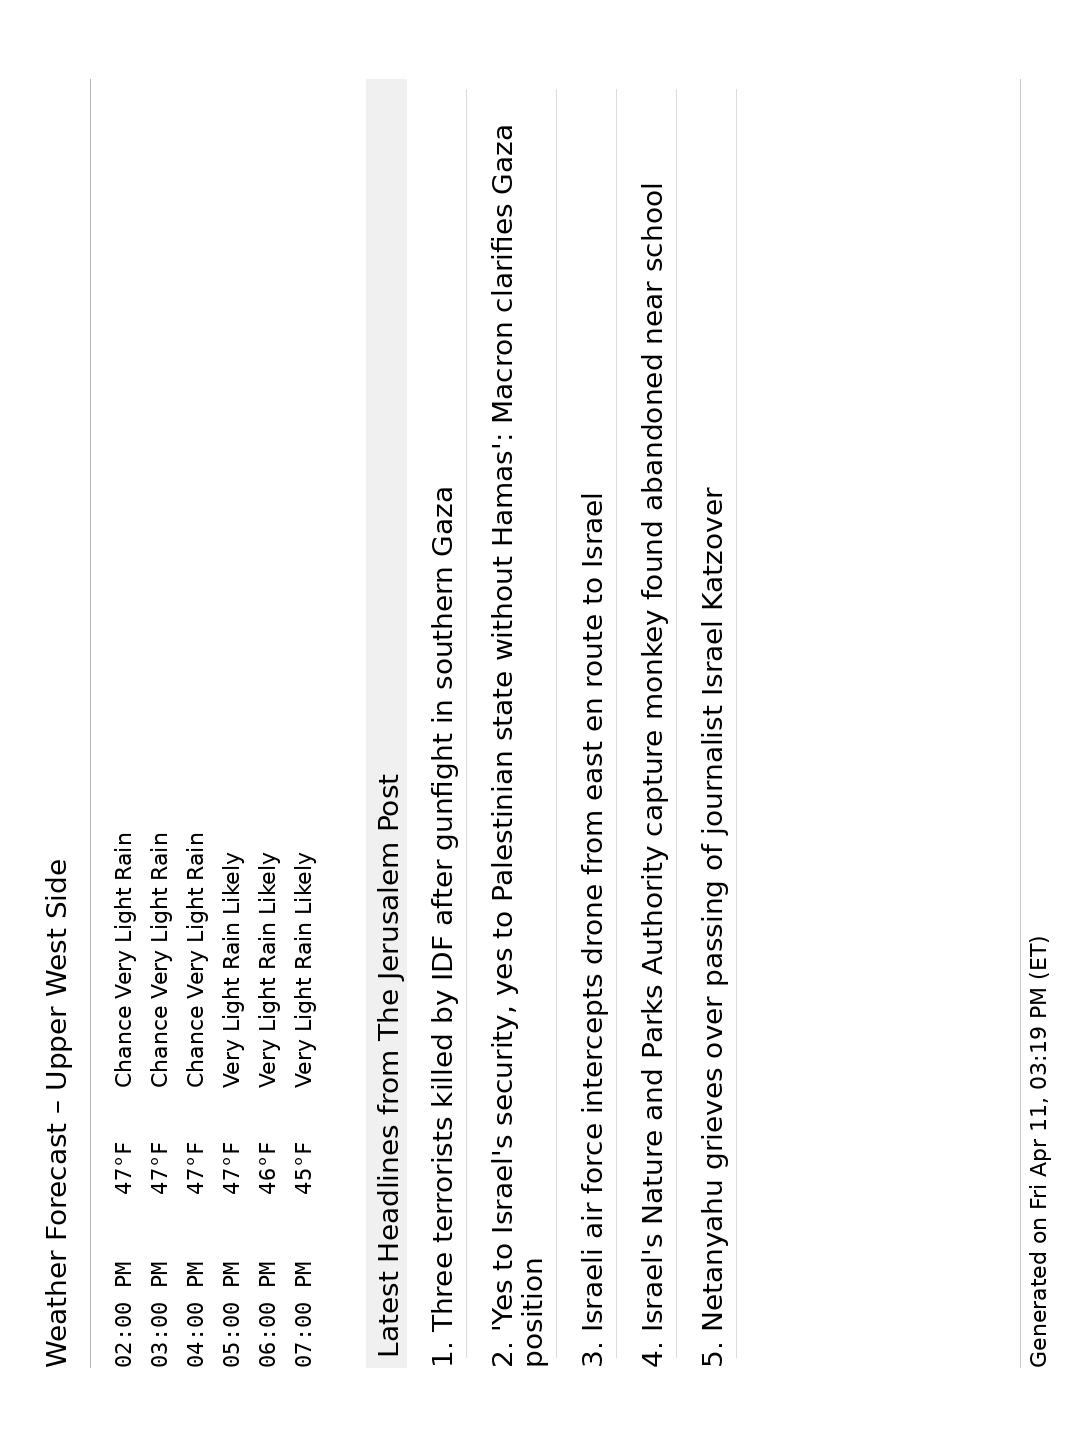 Weather Forecast – Upper West Side
02:00 PM 47°F Chance Very Light Rain
03:00 PM 47°F Chance Very Light Rain
04:00 PM 47°F Chance Very Light Rain
05:00 PM 47°F Very Light Rain Likely
06:00 PM 46°F Very Light Rain Likely
07:00 PM 45°F Very Light Rain Likely
Latest Headlines from The Jerusalem Post
1. Three terrorists killed by IDF after gunfight in southern Gaza
2. 'Yes to Israel's security, yes to Palestinian state without Hamas': Macron clarifies Gaza
position
3. Israeli air force intercepts drone from east en route to Israel
4. Israel's Nature and Parks Authority capture monkey found abandoned near school
5. Netanyahu grieves over passing of journalist Israel Katzover
Generated on Fri Apr 11, 03:19 PM (ET)